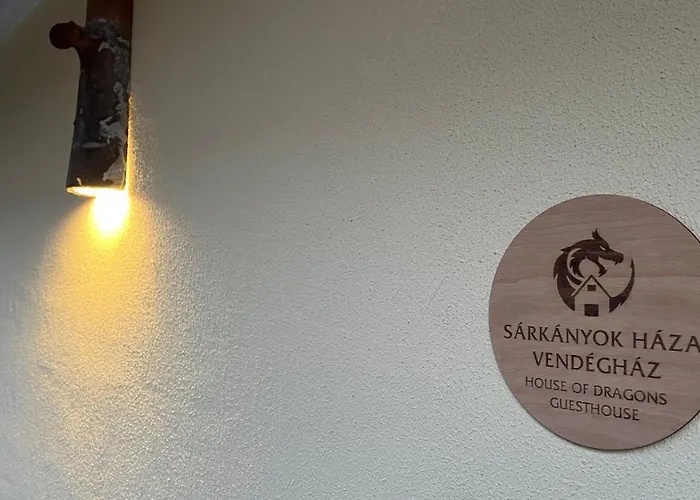 SÁRKÁNYOK HÁZA
VENDÉGHÁZ
HOUSE OF DRAGONS
GUESTHOUSE